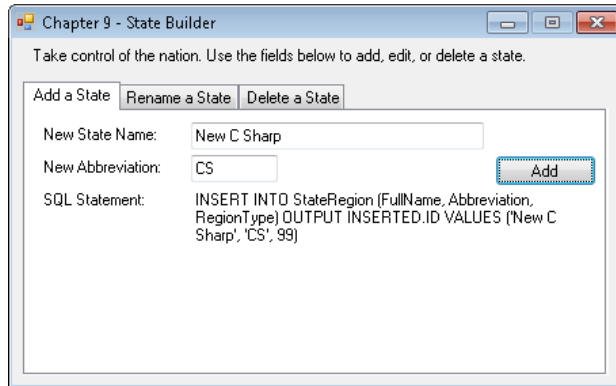 Chapter 9 - State Builder
Take control of the nation. Use the fields below to add, edit, or delete a state.
Add a State Rename a State Delete a State
New State Name: New C Sharp
New Abbreviation: CS Add
SQL Statement: INSERT INTO StateRegion (FullName, Abbreviation,
RegionType) OUTPUT INSERTED.ID VALUES ('New C
Sharp', 'CS', 99)